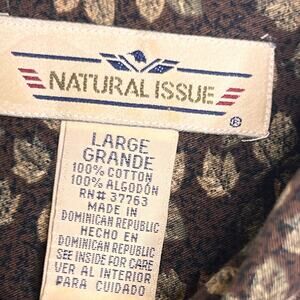 NATURAL ISSUE
®
LARGE
GRANDE
100% COTTON
100% ALGODÓN
RN# 37763
MADE IN
DOMINICAN REPUBLIC
HECHO EN
DOMINICAN REPUBLIC
SEE INSIDE FOR CARE
VER AL INTERIOR
PARA CUIDADO